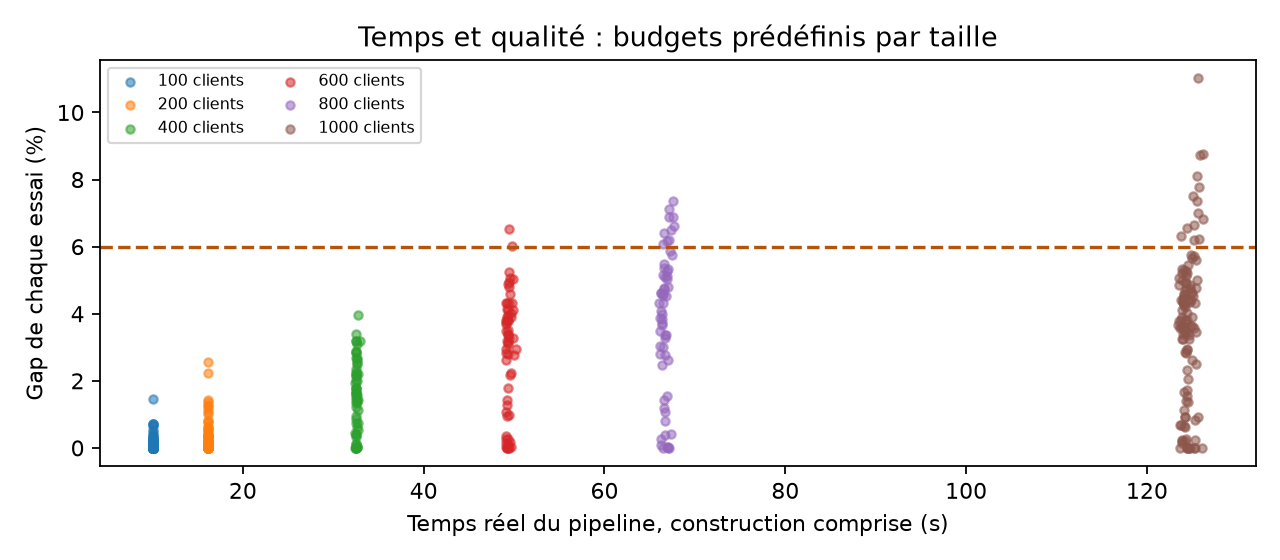 Temps et qualité : budgets prédéfinis par taille
100 clients
200 clients
400 clients
600 clients
800 clients
1000 clients
Gap de chaque essai (%)
10
8
6
4
2
0
20
40
60
80
100
120
Temps réel du pipeline, construction comprise (s)